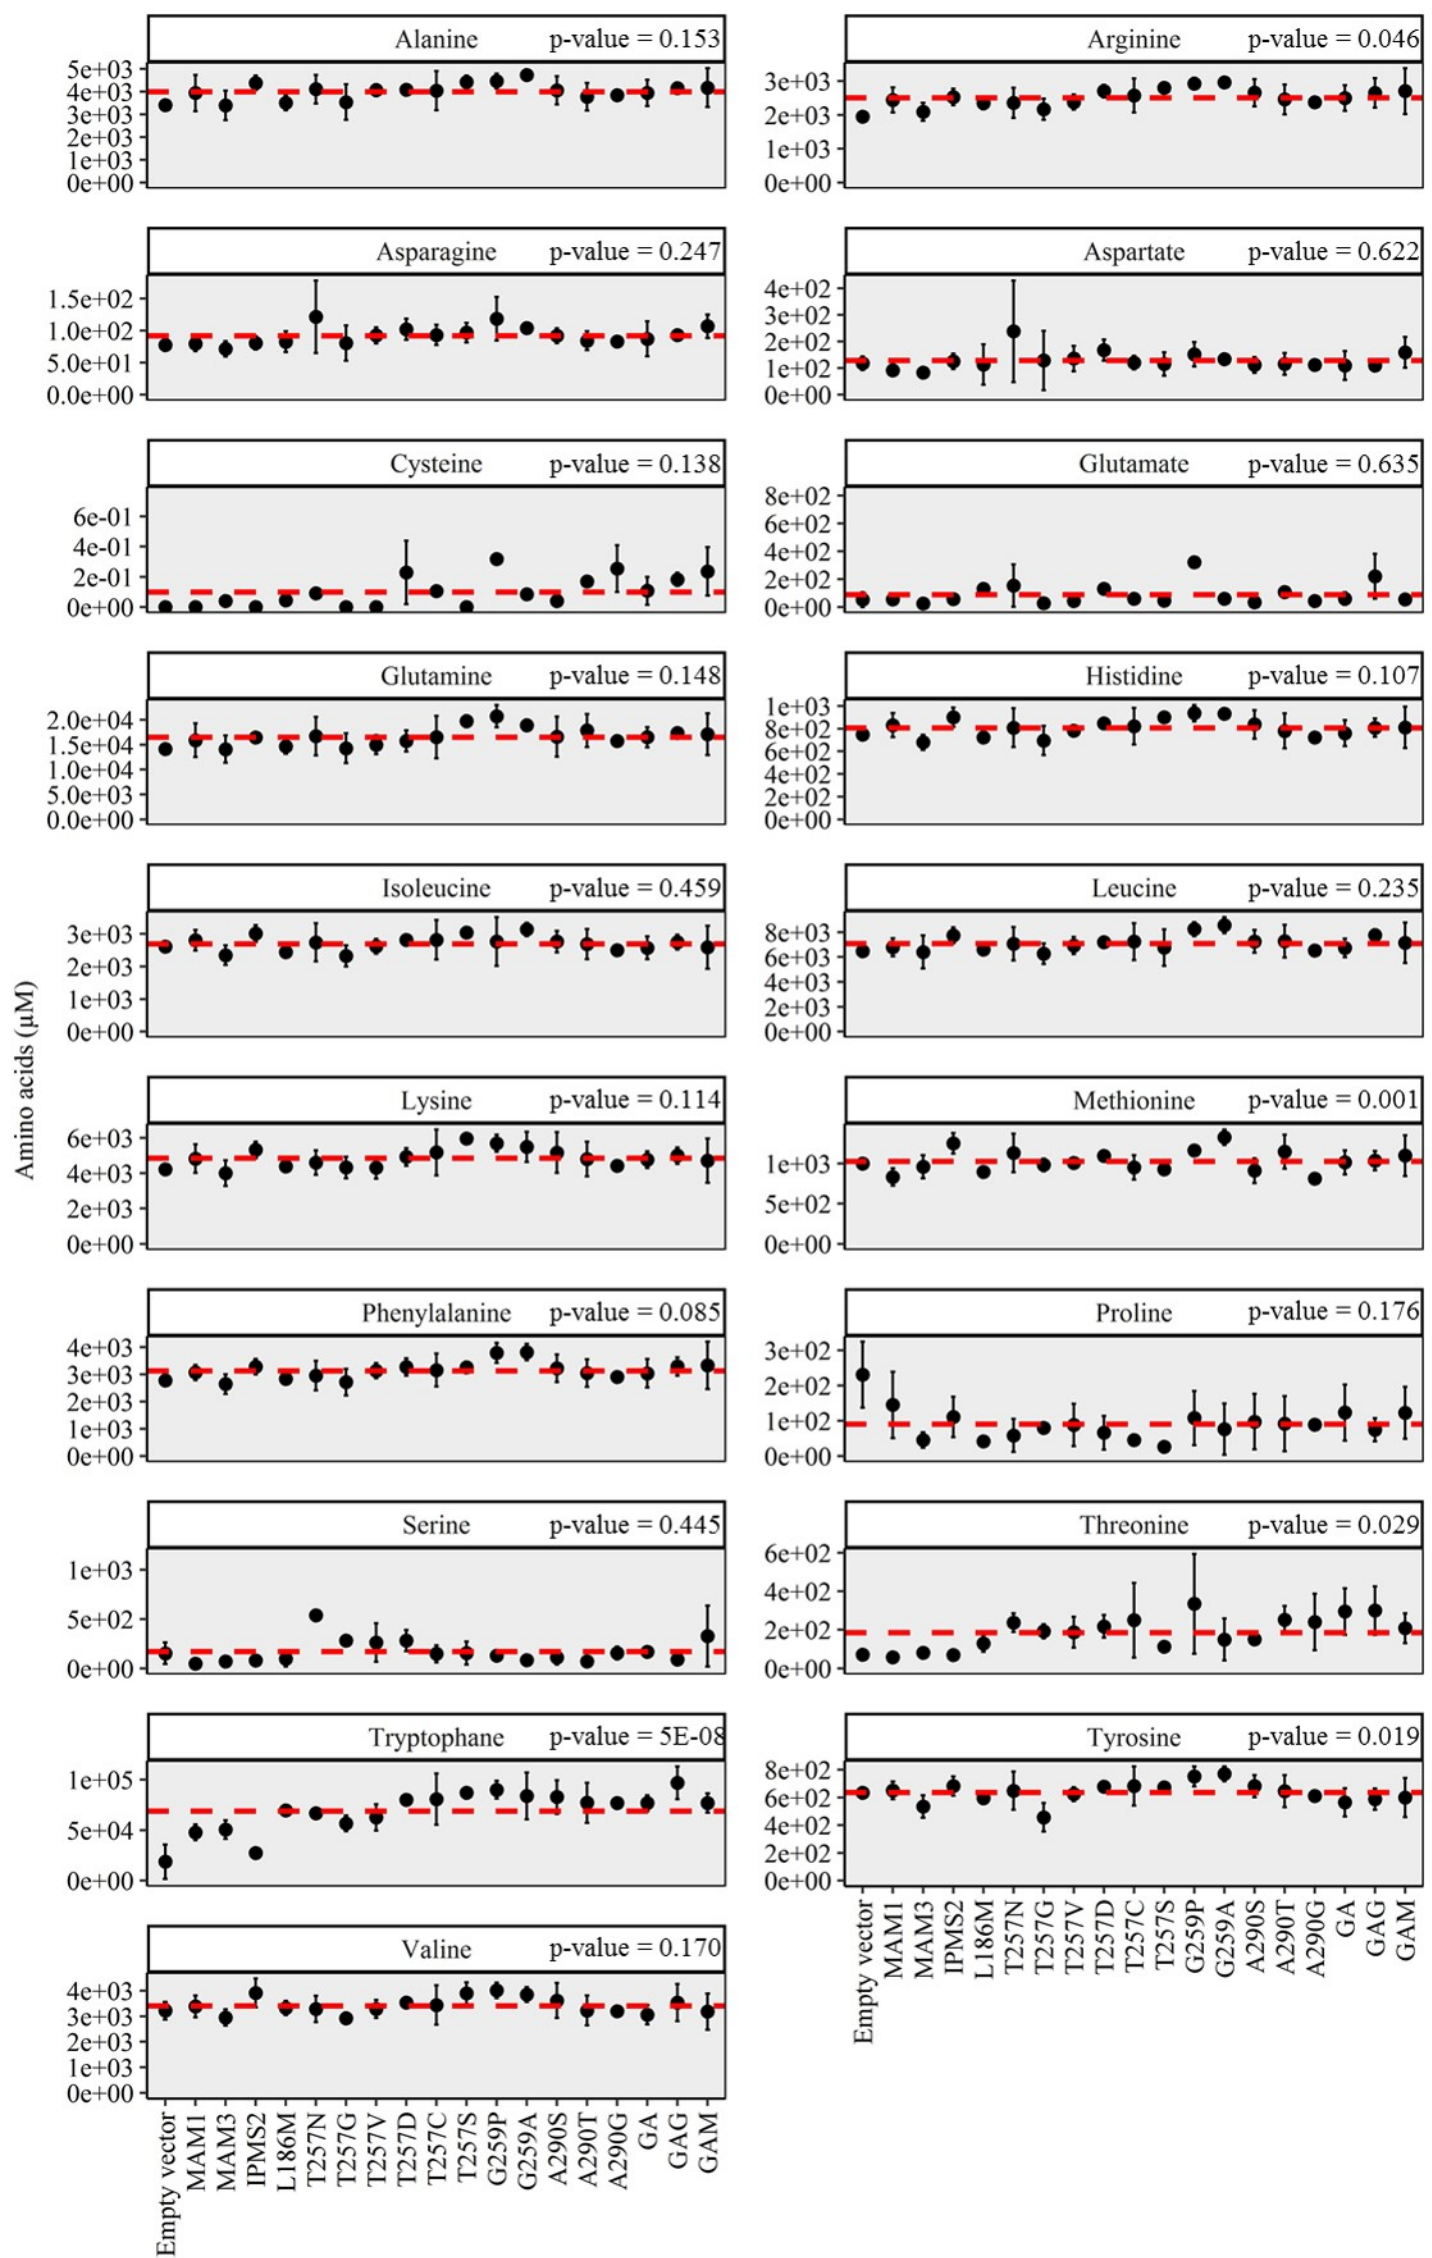 Alanine p-value = 0.153
5e+03
4e+03
3e+03
2e+03
1e+03
0e+00
Arginine p-value = 0.046
3e+03
2e+03
1e+03
0e+00
Asparagine p-value = 0.247
1.5e+02
1.0e+02
5.0e+01
0.0e+00
Aspartate p-value = 0.622
4e+02
3e+02
2e+02
1e+02
0e+00
Cysteine p-value = 0.138
6e-01
4e-01
2e-01
0e+00
Glutamate p-value = 0.635
8e+02
6e+02
4e+02
2e+02
0e+00
Glutamine p-value = 0.148
2.0e+04
1.5e+04
1.0e+04
5.0e+03
0.0e+00
Histidine p-value = 0.107
1e+03
8e+02
6e+02
4e+02
2e+02
0e+00
Isoleucine p-value = 0.459
3e+03
2e+03
1e+03
0e+00
Leucine p-value = 0.235
8e+03
6e+03
4e+03
2e+03
0e+00
Amino acids (µM)
Lysine p-value = 0.114
6e+03
4e+03
2e+03
0e+00
Methionine p-value = 0.001
1e+03
5e+02
0e+00
Phenylalanine p-value = 0.085
4e+03
3e+03
2e+03
1e+03
0e+00
Proline p-value = 0.176
3e+02
2e+02
1e+02
0e+00
Serine p-value = 0.445
1e+03
5e+02
0e+00
Threonine p-value = 0.029
6e+02
4e+02
2e+02
0e+00
Tryptophane p-value = 5E-08
1e+05
5e+04
0e+00
Tyrosine p-value = 0.019
8e+02
6e+02
4e+02
2e+02
0e+00
Empty vector
MAM1
MAM3
IPMS2
L186M
T257N
T257G
T257V
T257D
T257C
T257S
G259P
G259A
A290S
A290T
A290G
GA
GAG
GAM
Valine p-value = 0.170
4e+03
3e+03
2e+03
1e+03
0e+00
Empty vector
MAM1
MAM3
IPMS2
L186M
T257N
T257G
T257V
T257D
T257C
T257S
G259P
G259A
A290S
A290T
A290G
GA
GAG
GAM